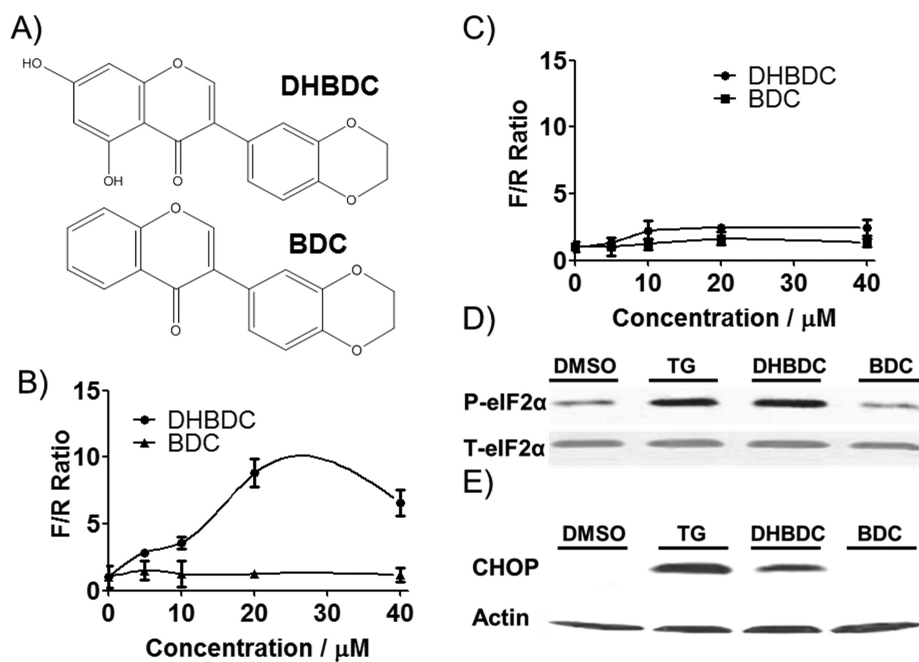 A)
HO
O
DHBDC
OH
O
O
O
O
BDC
O
O
O
B)
15
10
5
0
F/R Ratio
DHBDC
BDC
0
10
20
30
40
Concentration / μM
C)
15
10
5
0
F/R Ratio
DHBDC
BDC
0
10
20
30
40
Concentration / μM
D)
DMSO TG DHBDC BDC
P-eIF2α
T-eIF2α
E)
DMSO TG DHBDC BDC
CHOP
Actin